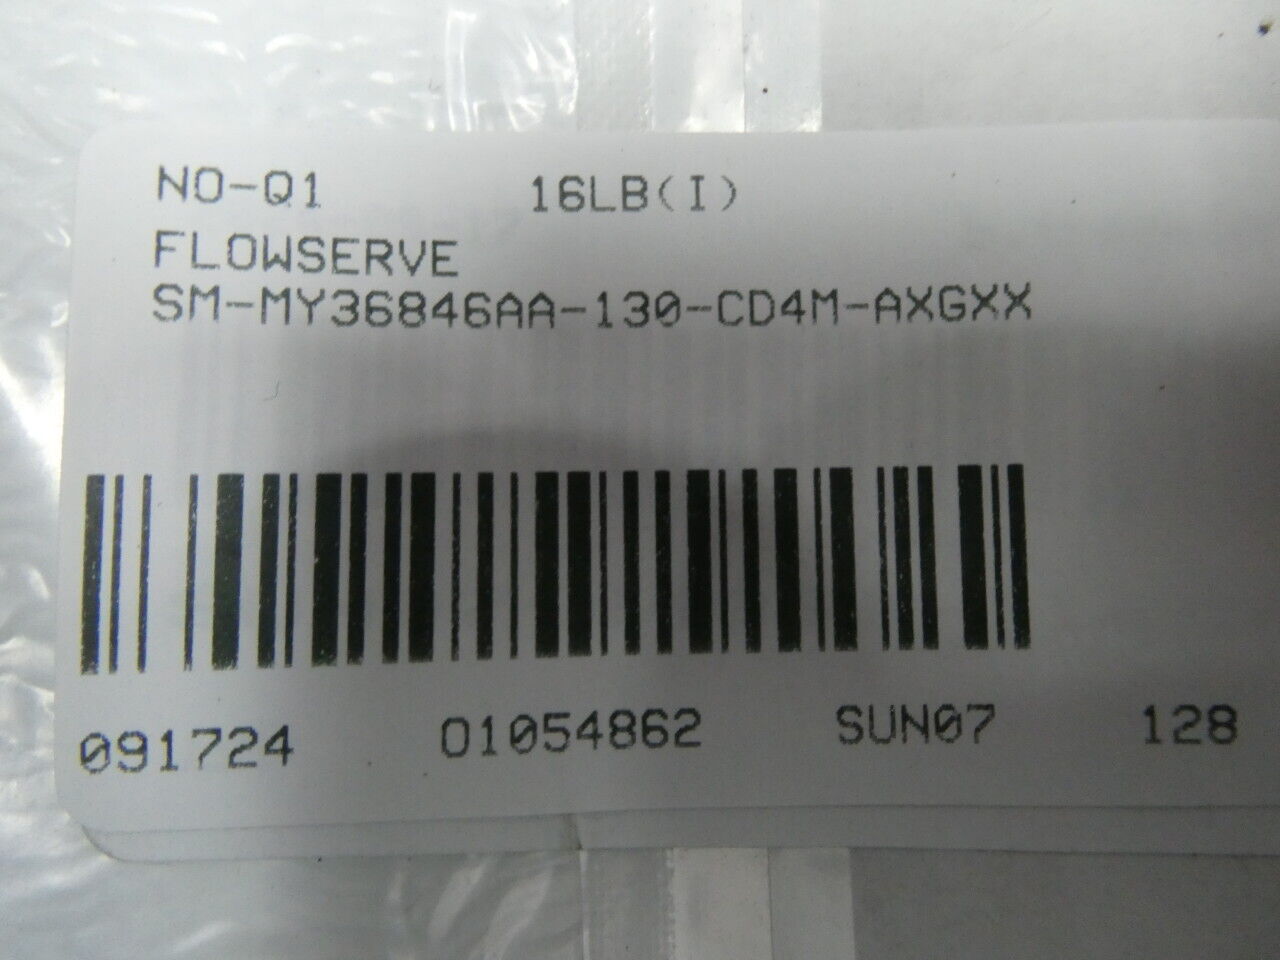 NO-Q1 16LB(I)
FLOWSERVE
SM-MY36846AA-130-CD4M-AXGXX
091724 01054862 SUN07 128